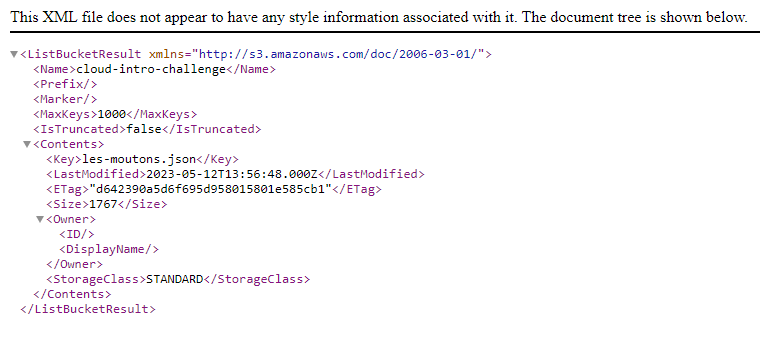 This XML file does not appear to have any style information associated with it. The document tree is shown below.
▼<ListBucketResult xmlns="http://s3.amazonaws.com/doc/2006-03-01/">
<Name>cloud-intro-challenge</Name>
<Prefix/>
<Marker/>
<MaxKeys>1000</MaxKeys>
<IsTruncated>false</IsTruncated>
▼<Contents>
<Key>les-moutons.json</Key>
<LastModified>2023-05-12T13:56:48.000Z</LastModified>
<ETag>"d642390a5d6f695d958015801e585cb1"</ETag>
<Size>1767</Size>
▼<Owner>
<ID/>
<DisplayName/>
</Owner>
<StorageClass>STANDARD</StorageClass>
</Contents>
</ListBucketResult>